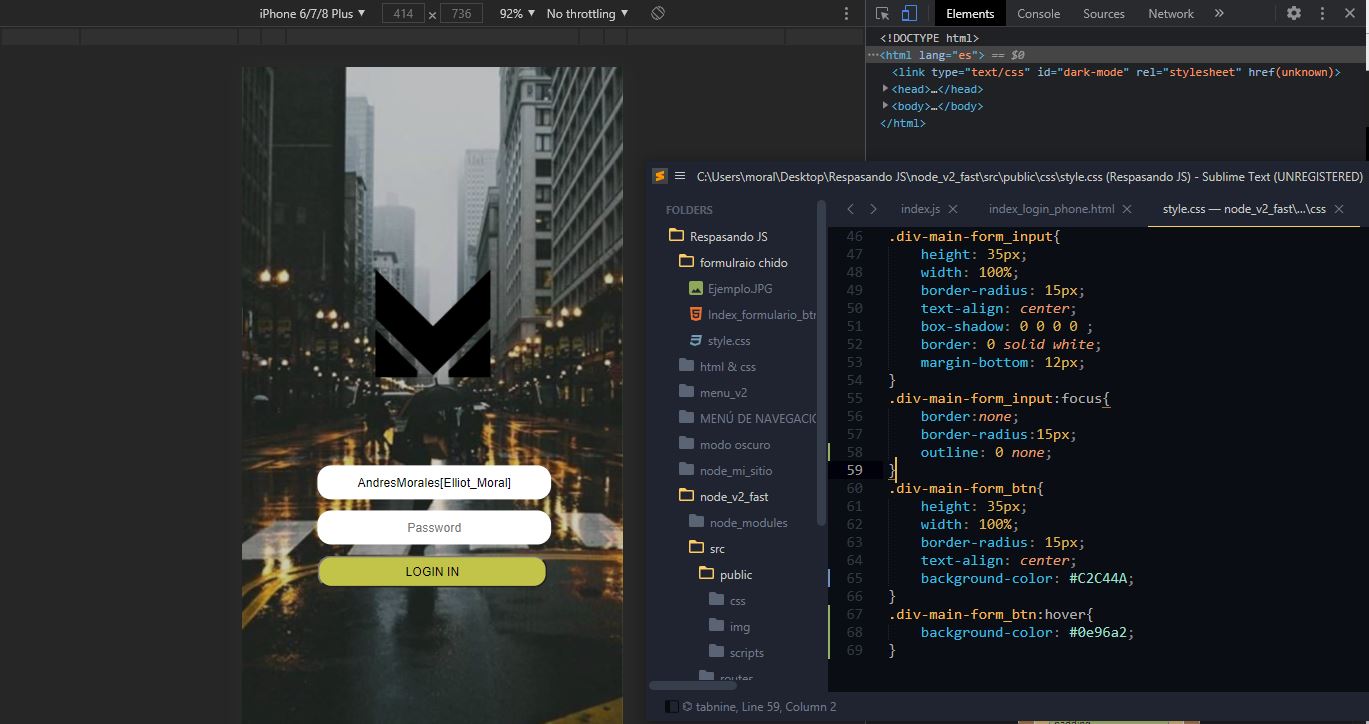 iPhone 6/7/8 Plus ▼ 414 × 736 92% ▼ No throttling ▼
Elements Console Sources Network »
<!DOCTYPE html>
⋯<html lang="es"> == $0
<link type="text/css" id="dark-mode" rel="stylesheet" href(unknown)>
▶<head>…</head>
▶<body>…</body>
</html>
AndresMorales[Elliot_Moral]
Password
LOGIN IN
C:\Users\moral\Desktop\Respasando JS\node_v2_fast\src\public\css\style.css (Respasando JS) - Sublime Text (UNREGISTERED)
FOLDERS
Respasando JS
formulraio chido
Ejemplo.JPG
Index_formulario_btn
style.css
html & css
menu_v2
MENÚ DE NAVEGACIO
modo oscuro
node_mi_sitio
node_v2_fast
node_modules
src
public
css
img
scripts
routes
index.js × index_login_phone.html × style.css — node_v2_fast\...\css ×
46 .div-main-form_input{
47 height: 35px;
48 width: 100%;
49 border-radius: 15px;
50 text-align: center;
51 box-shadow: 0 0 0 0 ;
52 border: 0 solid white;
53 margin-bottom: 12px;
54 }
55 .div-main-form_input:focus{
56 border:none;
57 border-radius:15px;
58 outline: 0 none;
59 }
60 .div-main-form_btn{
61 height: 35px;
62 width: 100%;
63 border-radius: 15px;
64 text-align: center;
65 background-color: #C2C44A;
66 }
67 .div-main-form_btn:hover{
68 background-color: #0e96a2;
69 }
tabnine, Line 59, Column 2